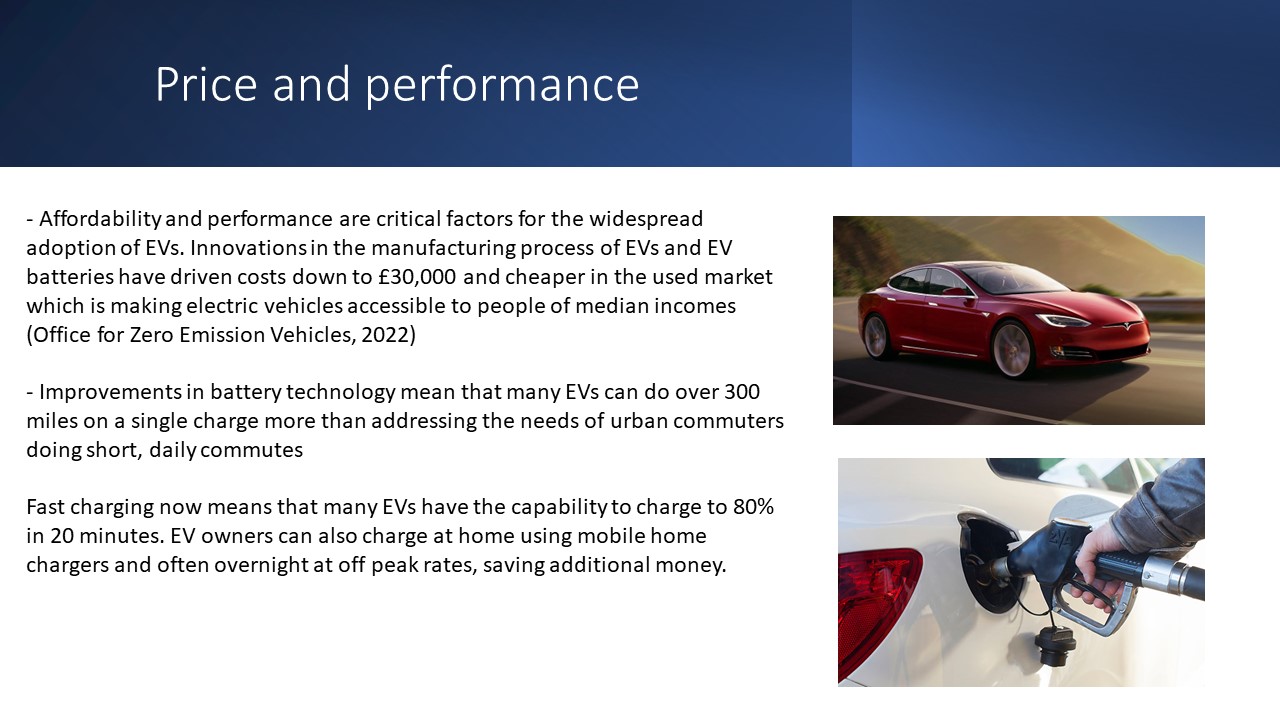 Price and performance
- Affordability and performance are critical factors for the widespread
adoption of EVs. Innovations in the manufacturing process of EVs and EV
batteries have driven costs down to £30,000 and cheaper in the used market
which is making electric vehicles accessible to people of median incomes
(Office for Zero Emission Vehicles, 2022)
- Improvements in battery technology mean that many EVs can do over 300
miles on a single charge more than addressing the needs of urban commuters
doing short, daily commutes
Fast charging now means that many EVs have the capability to charge to 80%
in 20 minutes. EV owners can also charge at home using mobile home
chargers and often overnight at off peak rates, saving additional money.